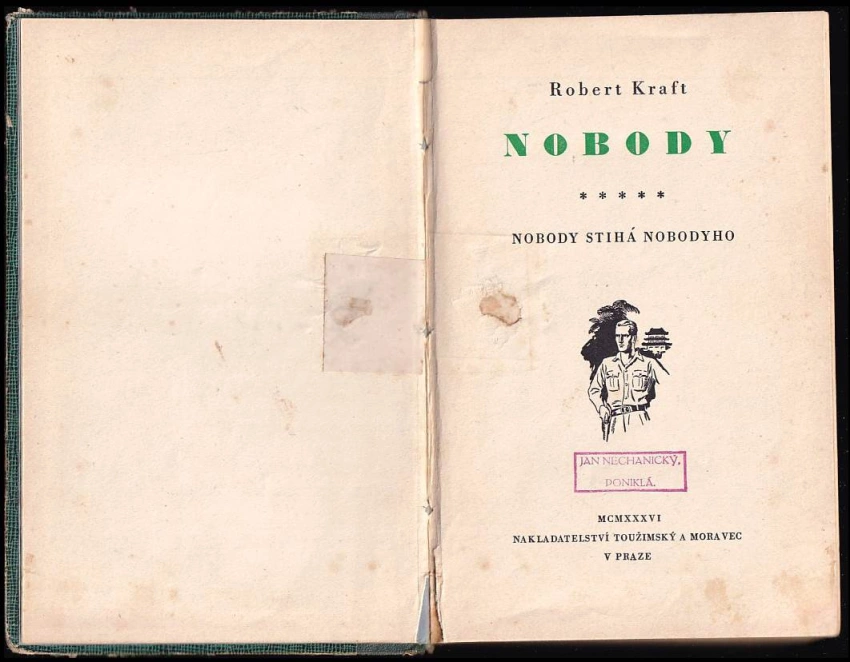 Robert Kraft
NOBODY
* * * * *
NOBODY STIHÁ NOBODYHO
JAN NECHANICKÝ,
PONIKLÁ.
MCMXXXVI
NAKLADATELSTVÍ TOUŽIMSKÝ A MORAVEC
V PRAZE